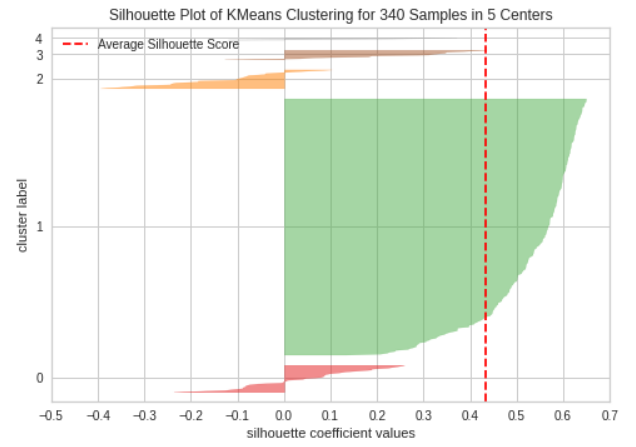 Silhouette Plot of KMeans Clustering for 340 Samples in 5 Centers
4
3
2
1
0
Average Silhouette Score
cluster label
−0.5 −0.4 −0.3 −0.2 −0.1 0.0 0.1 0.2 0.3 0.4 0.5 0.6 0.7
silhouette coefficient values